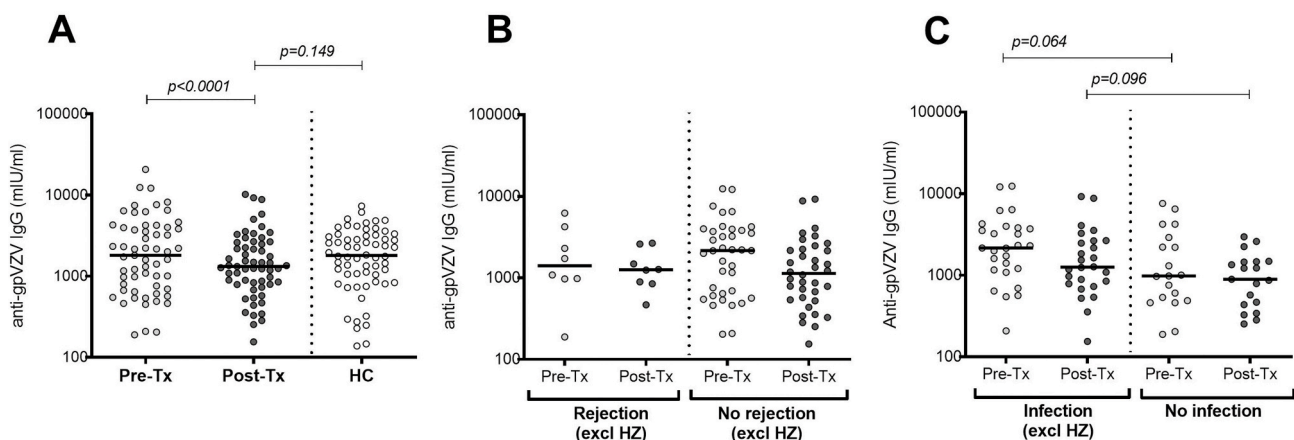 A
p=0.149
p<0.0001
anti-gpVZV IgG (mIU/ml)
100000
10000
1000
100
Pre-Tx Post-Tx HC
B
anti-gpVZV IgG (mIU/ml)
100000
10000
1000
100
Pre-Tx Post-Tx Pre-Tx Post-Tx
Rejection No rejection
(excl HZ) (excl HZ)
C
p=0.064
p=0.096
Anti-gpVZV IgG (mIU/ml)
100000
10000
1000
100
Pre-Tx Post-Tx Pre-Tx Post-Tx
Infection No infection
(excl HZ)